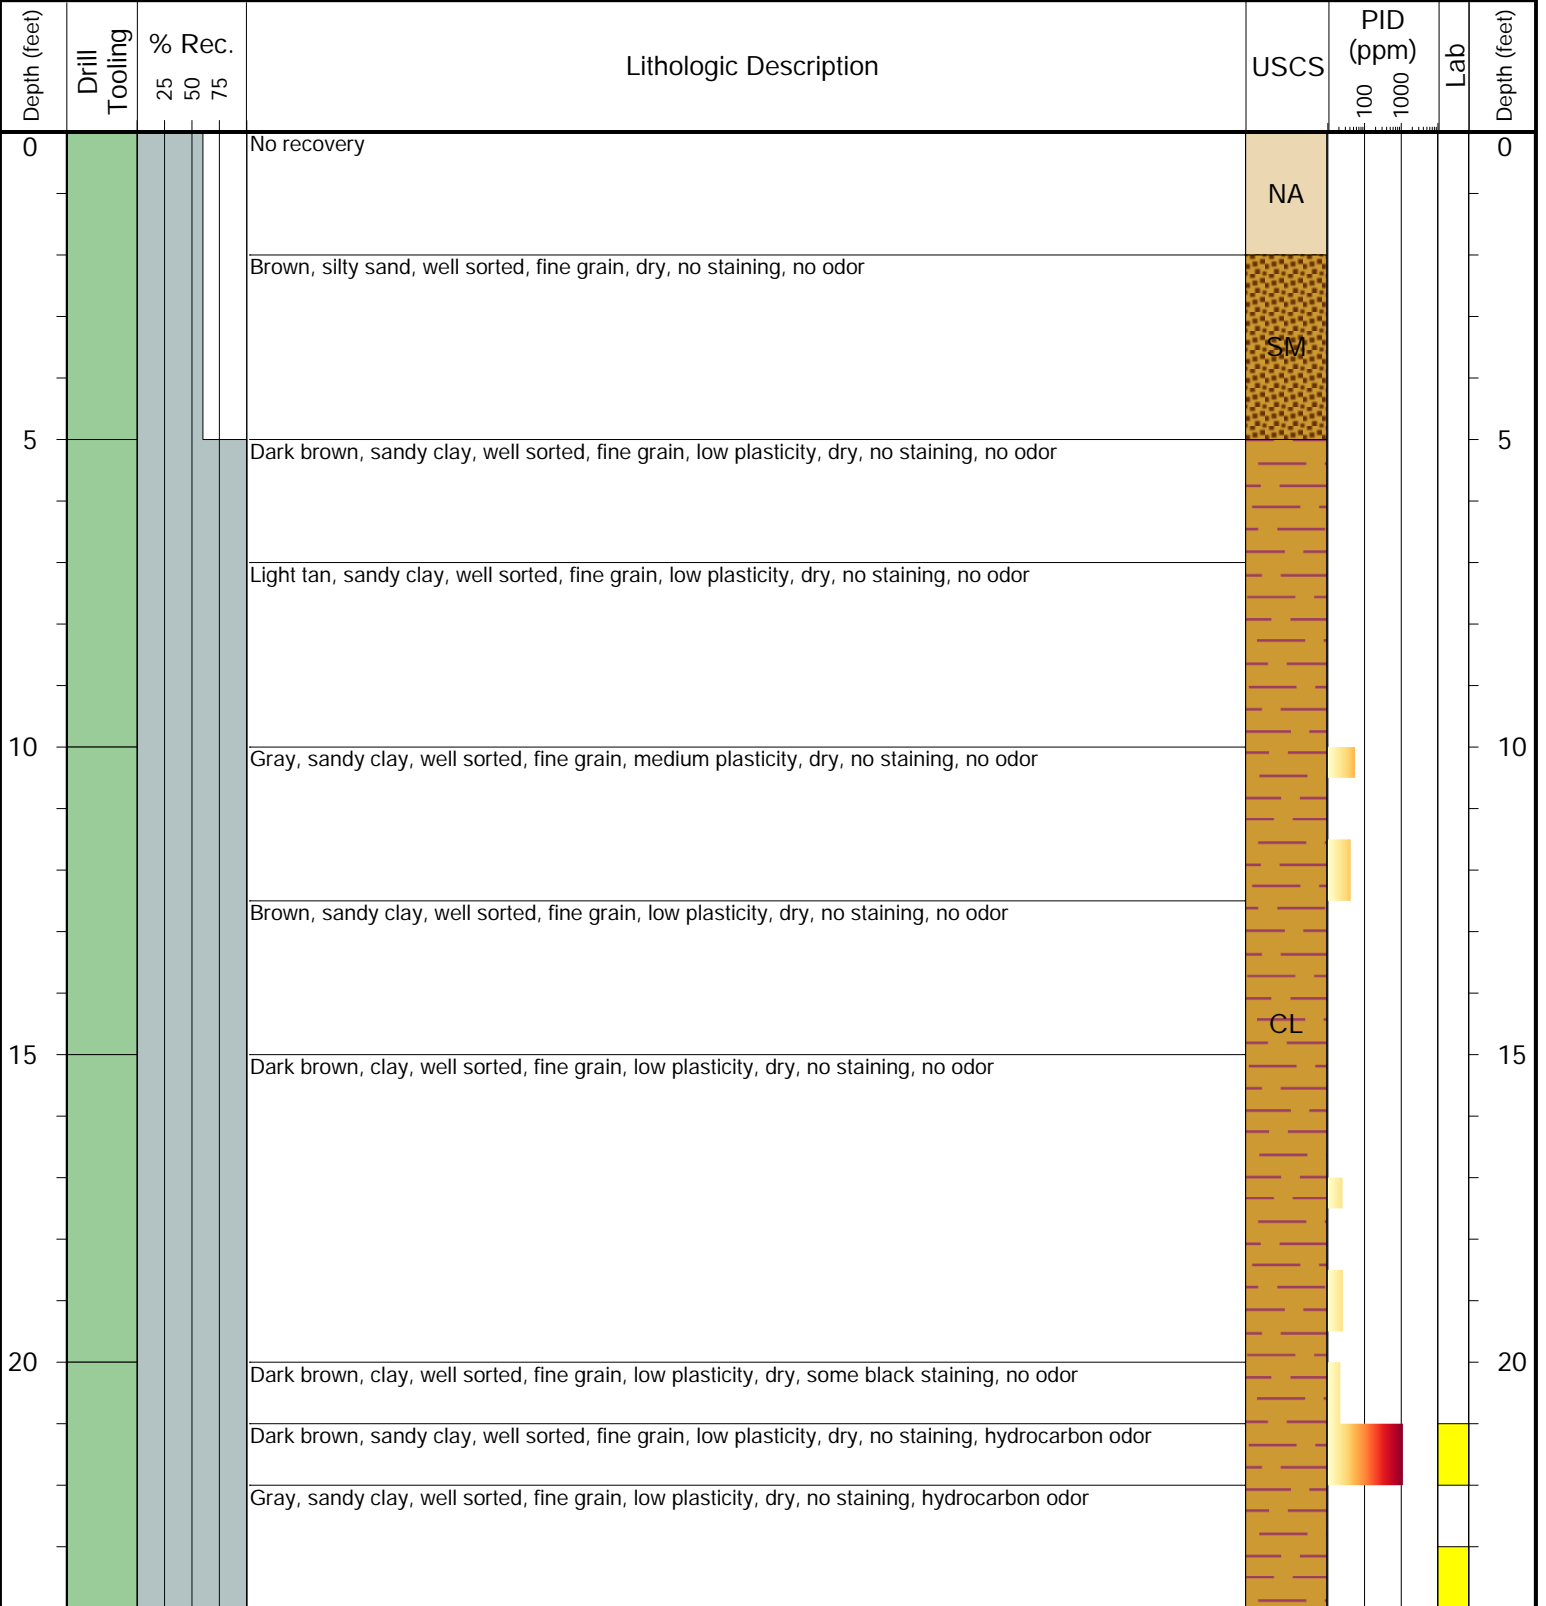 Depth (feet)
Drill
Tooling
% Rec.
25 50 75
Lithologic Description
USCS
PID
(ppm)
100 1000
Lab
Depth (feet)
0 No recovery 0
NA
Brown, silty sand, well sorted, fine grain, dry, no staining, no odor
SM
5 5
Dark brown, sandy clay, well sorted, fine grain, low plasticity, dry, no staining, no odor
Light tan, sandy clay, well sorted, fine grain, low plasticity, dry, no staining, no odor
10 10
Gray, sandy clay, well sorted, fine grain, medium plasticity, dry, no staining, no odor
Brown, sandy clay, well sorted, fine grain, low plasticity, dry, no staining, no odor
CL
15 15
Dark brown, clay, well sorted, fine grain, low plasticity, dry, no staining, no odor
20 20
Dark brown, clay, well sorted, fine grain, low plasticity, dry, some black staining, no odor
Dark brown, sandy clay, well sorted, fine grain, low plasticity, dry, no staining, hydrocarbon odor
Gray, sandy clay, well sorted, fine grain, low plasticity, dry, no staining, hydrocarbon odor